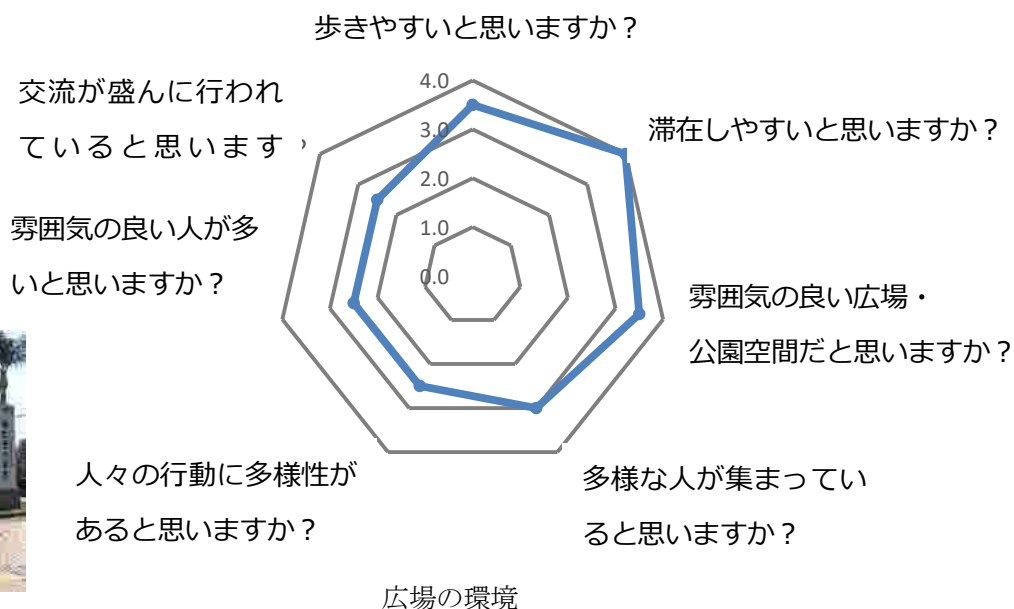 歩きやすいと思いますか？
交流が盛んに行われ
ていると思います
滞在しやすいと思いますか？
雰囲気の良い人が多
いと思いますか？
雰囲気の良い広場・
公園空間だと思いますか？
人々の行動に多様性が
あると思いますか？
多様な人が集まってい
ると思いますか？
4.0
3.0
2.0
1.0
0.0
広場の環境